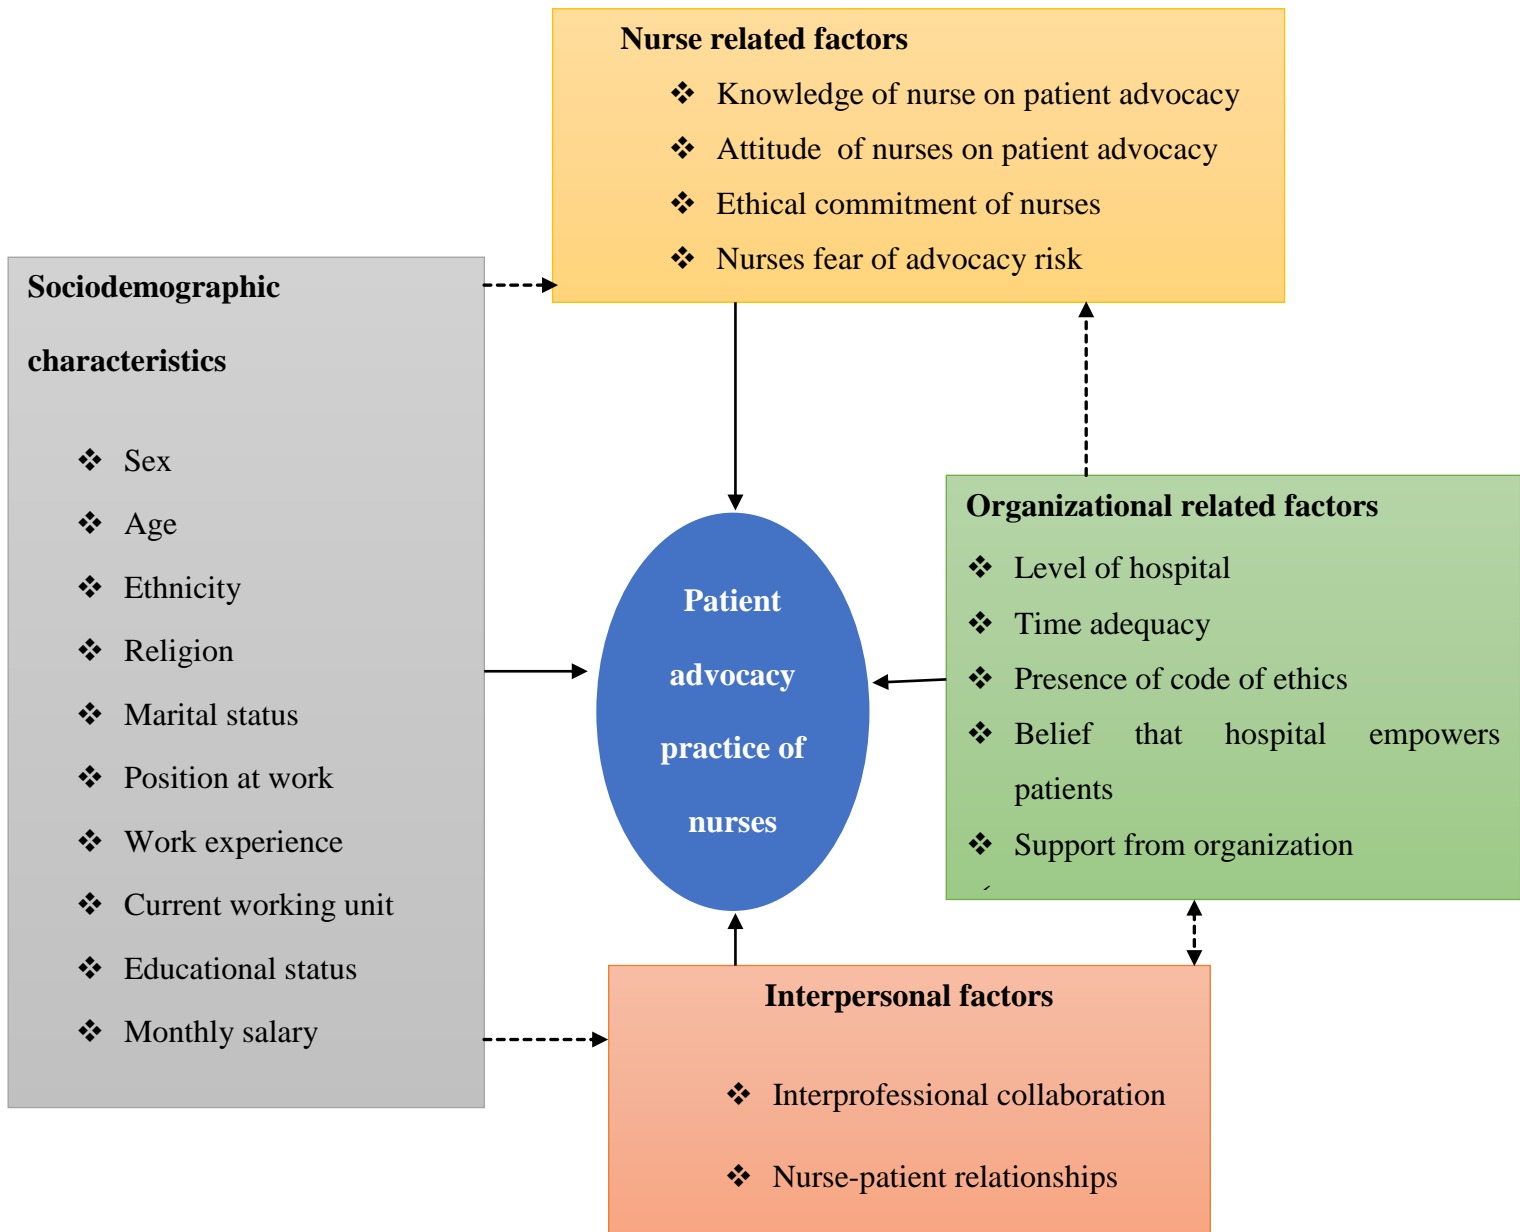 Nurse related factors
❖ Knowledge of nurse on patient advocacy
❖ Attitude  of nurses on patient advocacy
❖ Ethical commitment of nurses
❖ Nurses fear of advocacy risk
Sociodemographic
characteristics
❖ Sex
❖ Age
❖ Ethnicity
❖ Religion
❖ Marital status
❖ Position at work
❖ Work experience
❖ Current working unit
❖ Educational status
❖ Monthly salary
Patient
advocacy
practice of
nurses
Organizational related factors
❖ Level of hospital
❖ Time adequacy
❖ Presence of code of ethics
❖ Belief that hospital empowers
patients
❖ Support from organization
Interpersonal factors
❖ Interprofessional collaboration
❖ Nurse-patient relationships